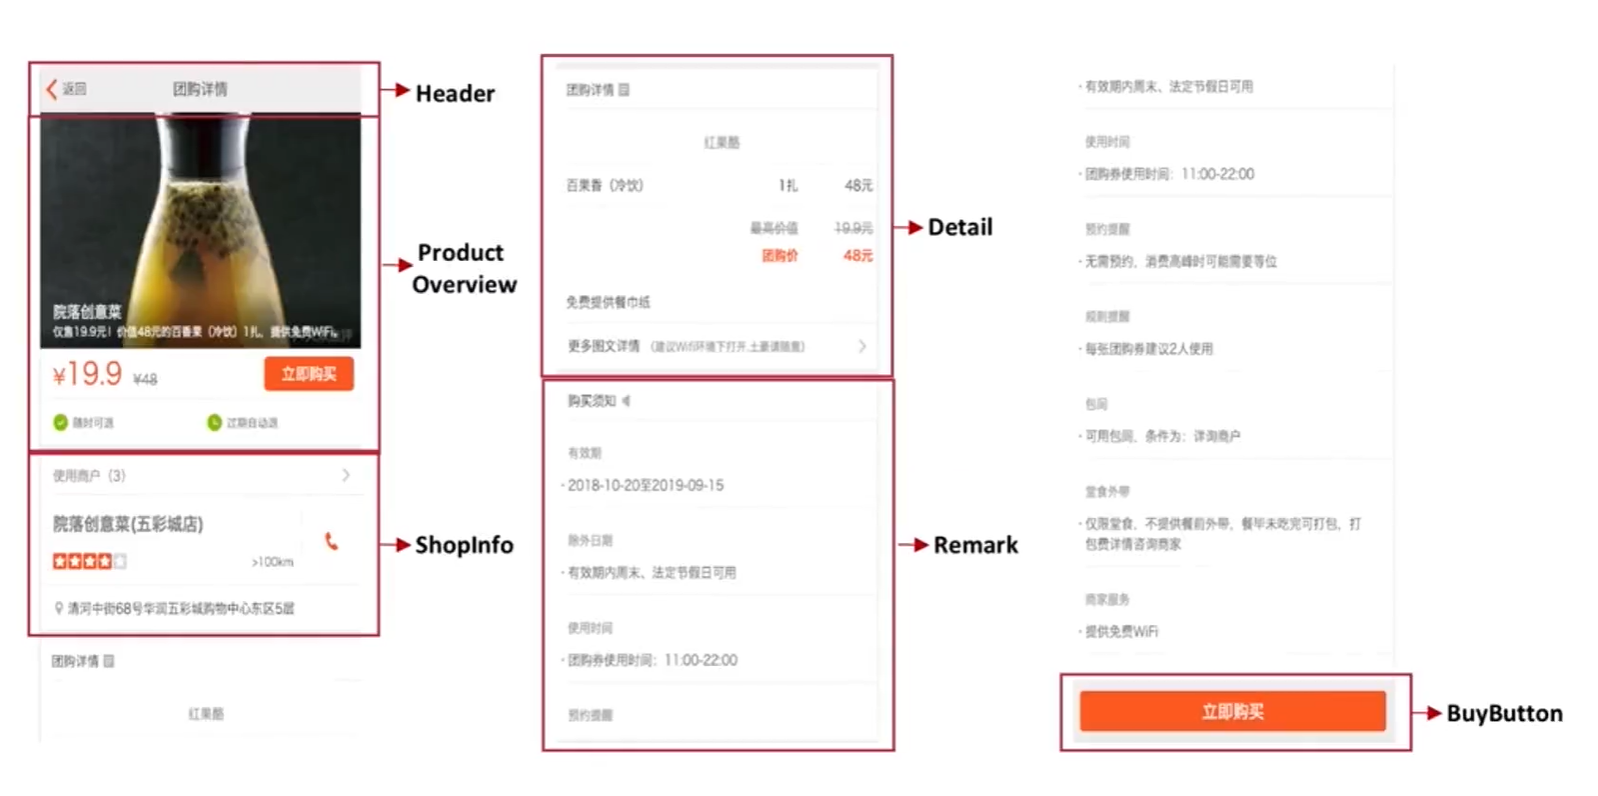 返回
团购详情
Header
院落创意菜
仅售19.9元！价值48元的百香果（冷饮）1扎，提供免费WiFi。
Product
Overview
¥19.9 ¥48 立即购买
随时可退 过期自动退
使用商户（3）
院落创意菜(五彩城店)
>100km
ShopInfo
清河中街68号华润五彩城购物中心东区5层
团购详情
红果酪
团购详情
红果酪
百果香（冷饮） 1扎 48元
最高价值 19.9元
团购价 48元
Detail
免费提供餐巾纸
更多图文详情 （建议Wifi环境下打开,土豪请随意）
购买须知
有效期
·2018-10-20至2019-09-15
除外日期
·有效期内周末、法定节假日可用
Remark
使用时间
·团购券使用时间：11:00-22:00
预约提醒
·有效期内周末、法定节假日可用
使用时间
·团购券使用时间：11:00-22:00
预约提醒
·无需预约，消费高峰时可能需要等位
规则提醒
·每张团购券建议2人使用
包间
·可用包间，条件为：详询商户
堂食外带
·仅限堂食，不提供餐前外带，餐毕未吃完可打包，打
包费详情咨询商家
商家服务
·提供免费WiFi
立即购买
BuyButton